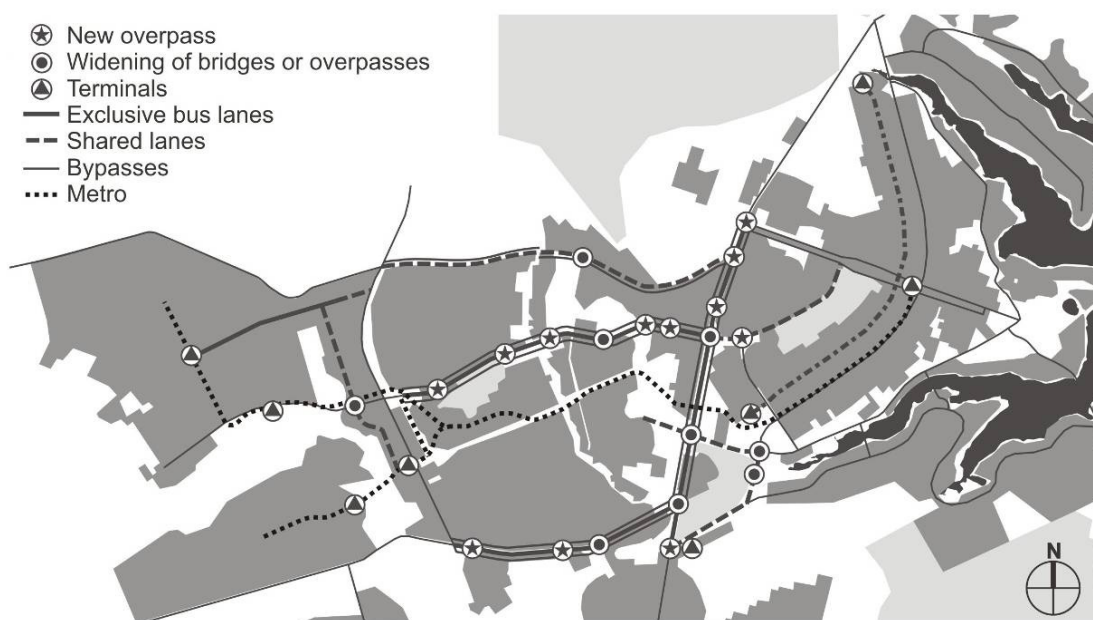 New overpass
Widening of bridges or overpasses
Terminals
Exclusive bus lanes
Shared lanes
Bypasses
Metro
N